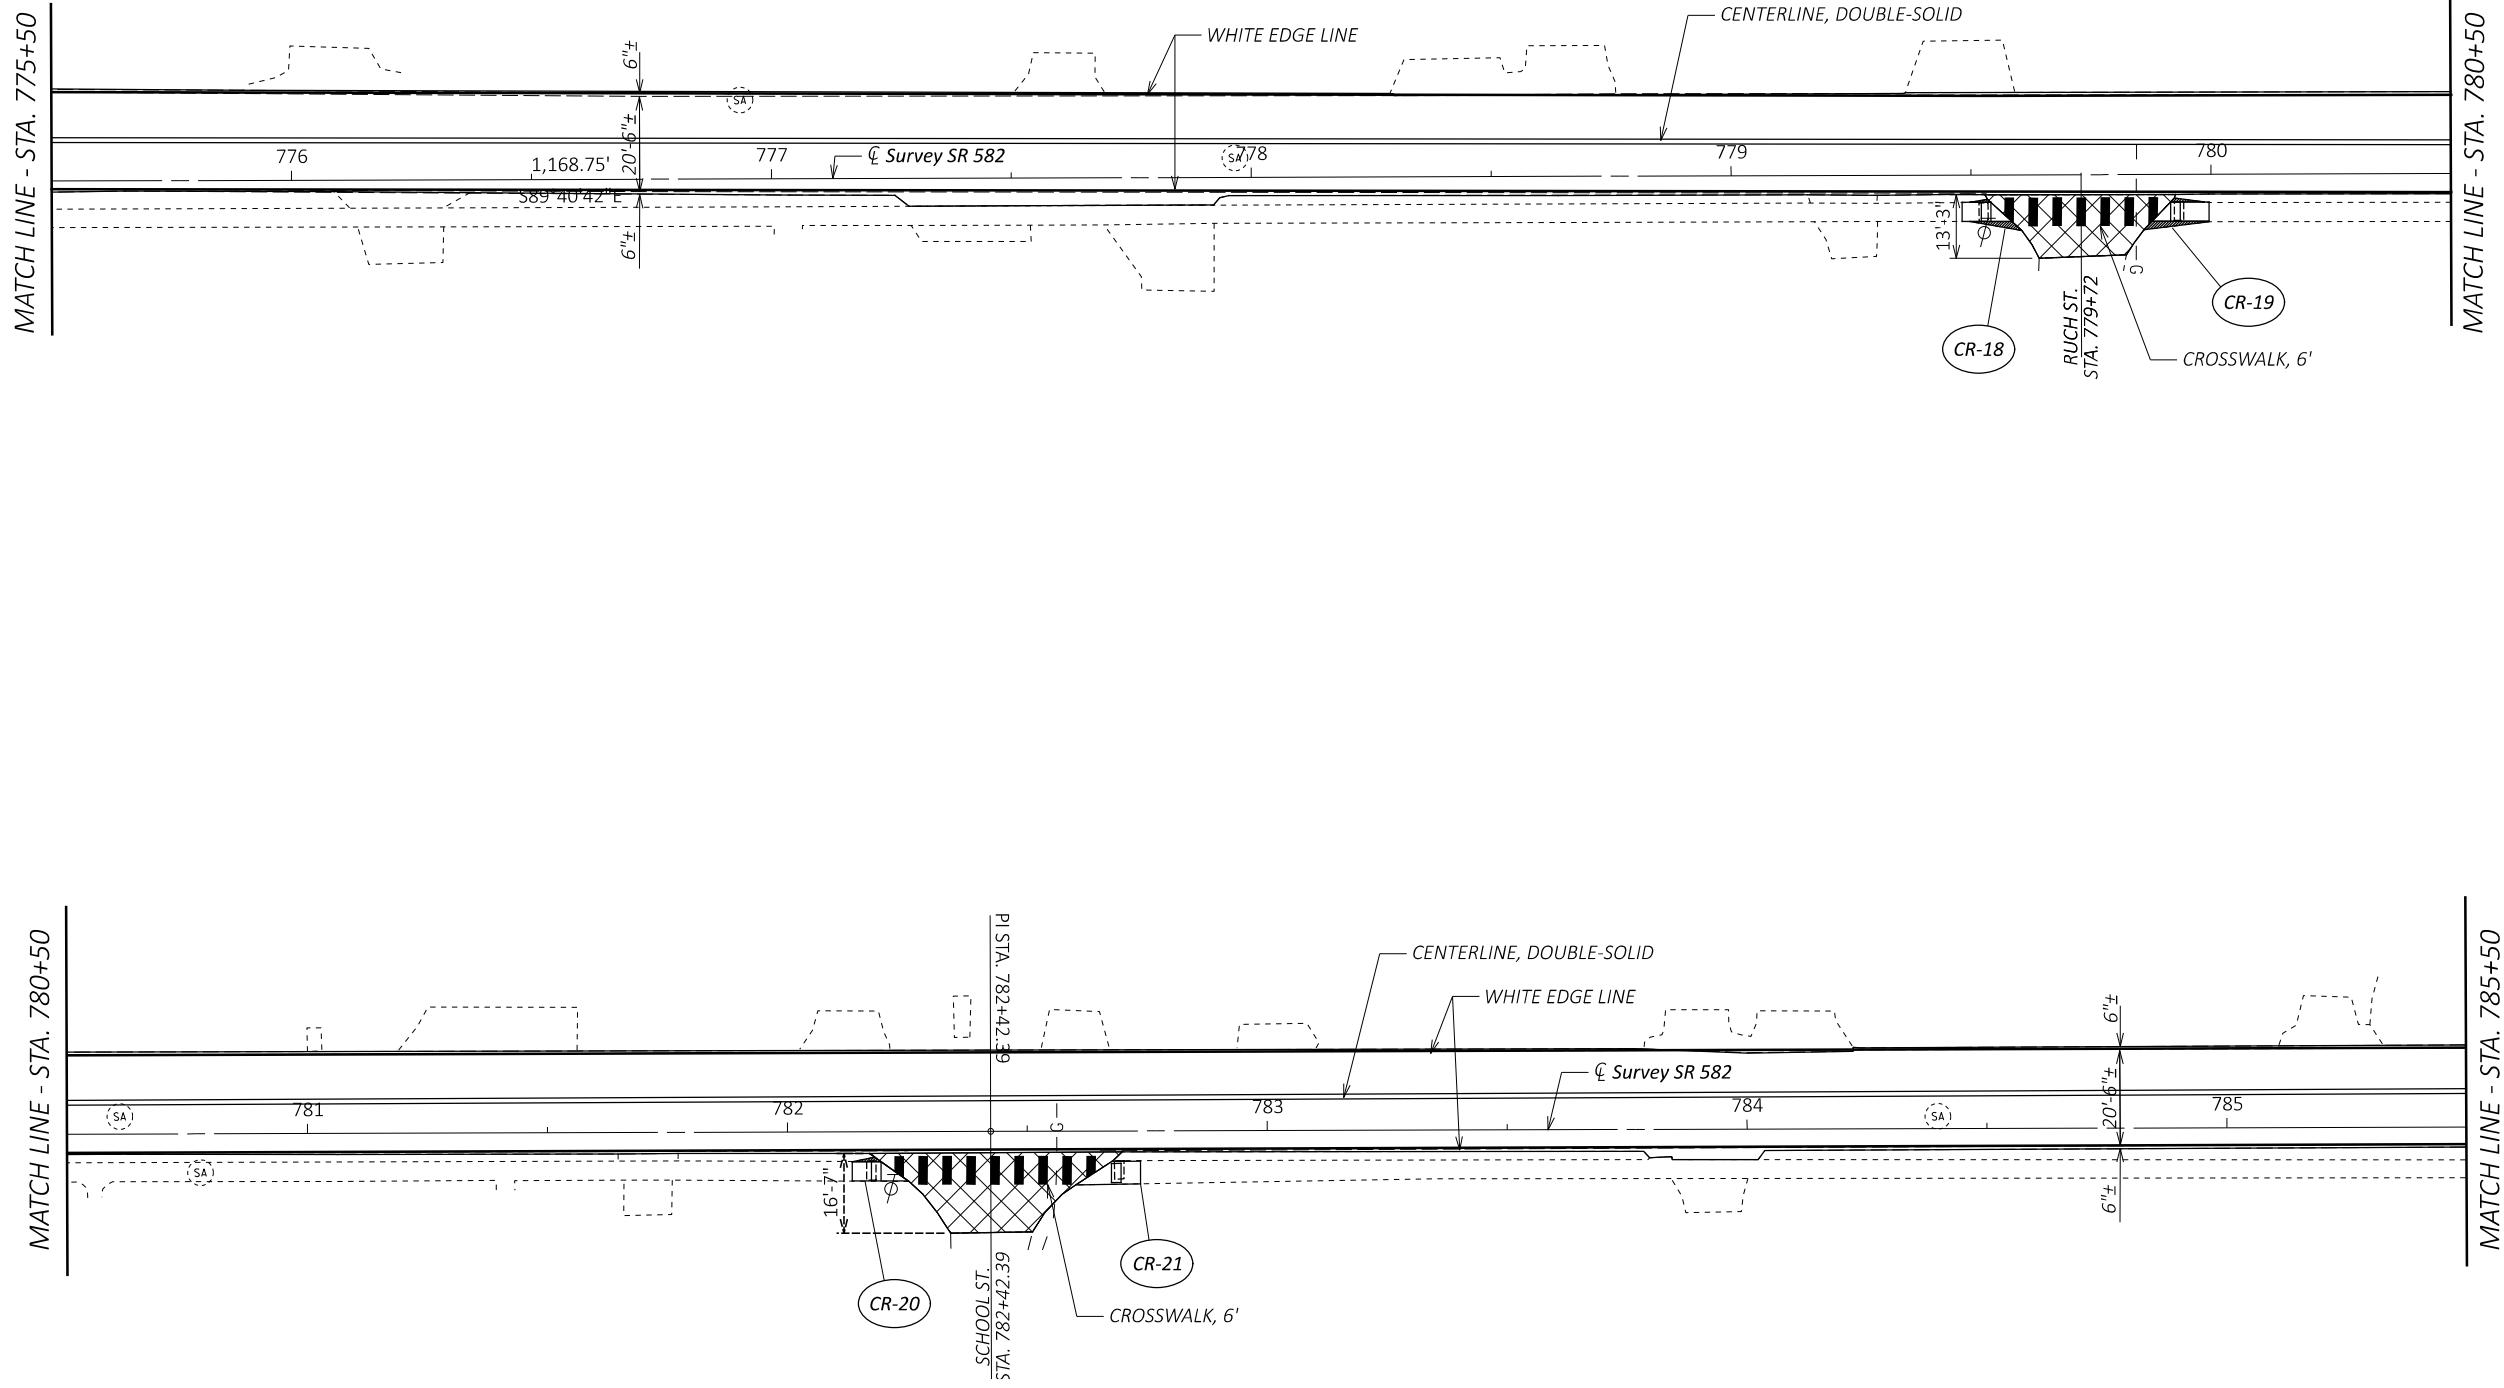 MATCH LINE - STA. 775+50
6"±
WHITE EDGE LINE
CENTERLINE, DOUBLE-SOLID
MATCH LINE - STA. 780+50
SA
20'-6"±
776
1,168.75'
777
℄ Survey SR 582
SA
778
779
780
S89°40'42"E
6"±
13'-3"
G
RUCH ST.
STA. 779+72
CR-18
CR-19
CROSSWALK, 6'
MATCH LINE - STA. 780+50
PI STA. 782+42.39
CENTERLINE, DOUBLE-SOLID
WHITE EDGE LINE
6"±
MATCH LINE - STA. 785+50
℄ Survey SR 582
SA
781
782
G
783
784
SA
20'-6"±
785
SA
16'-7"
6"±
CR-20
SCHOOL ST.
STA. 782+42.39
CR-21
CROSSWALK, 6'